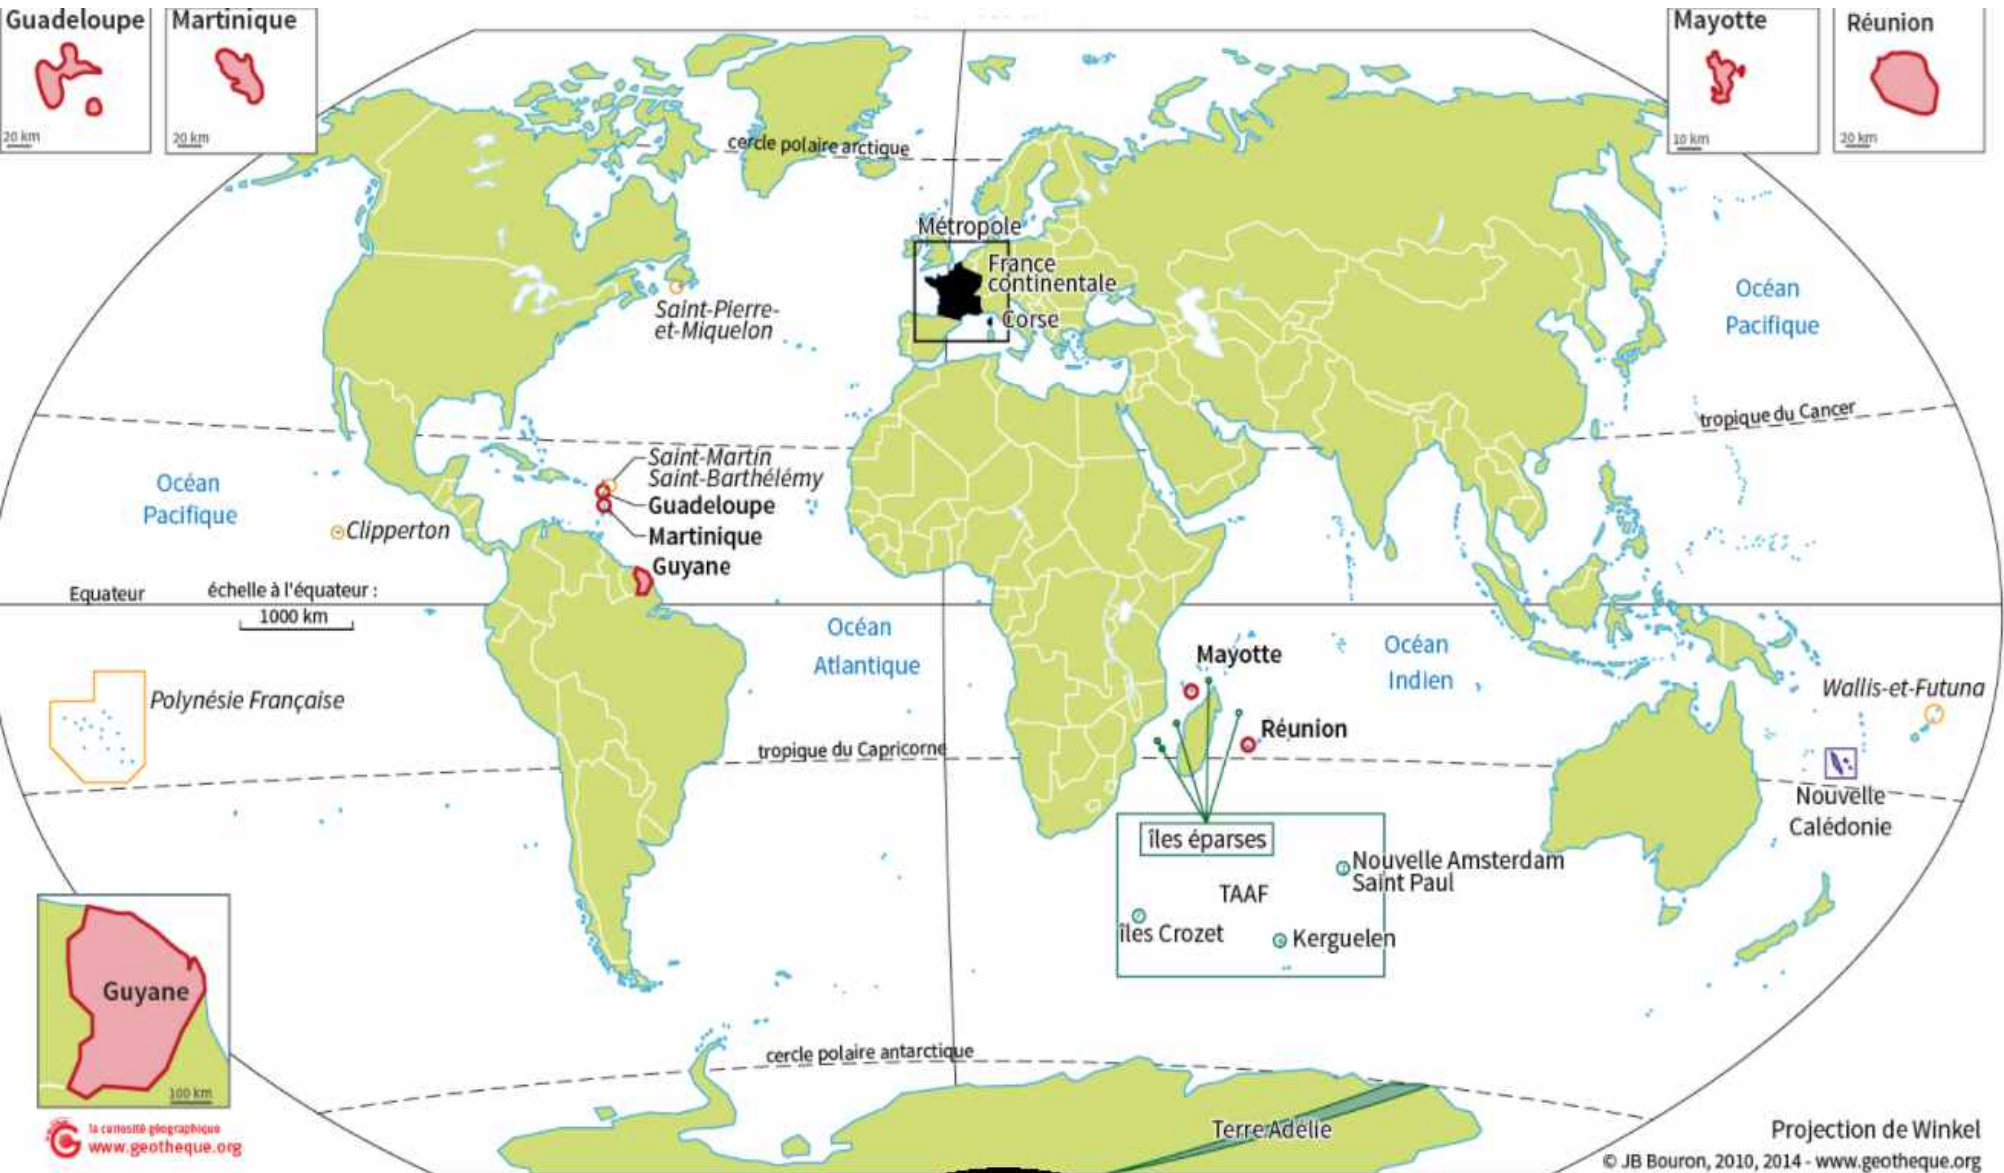 Guadeloupe
20 km
Martinique
20 km
Mayotte
10 km
Réunion
20 km
cercle polaire arctique
Métropole
France
continentale
Corse
Saint-Pierre-
et-Miquelon
Océan
Pacifique
tropique du Cancer
Saint-Martin
Saint-Barthélémy
Guadeloupe
Martinique
Guyane
Océan
Pacifique
Clipperton
Equateur
échelle à l'équateur :
1000 km
Océan
Atlantique
Mayotte
Océan
Indien
Wallis-et-Futuna
Polynésie Française
Réunion
tropique du Capricorne
Nouvelle
Calédonie
îles éparses
Nouvelle Amsterdam
Saint Paul
TAAF
îles Crozet
Kerguelen
Guyane
100 km
cercle polaire antarctique
Terre Adélie
la curiosité géographique
www.geotheque.org
Projection de Winkel
© JB Bouron, 2010, 2014 - www.geotheque.org